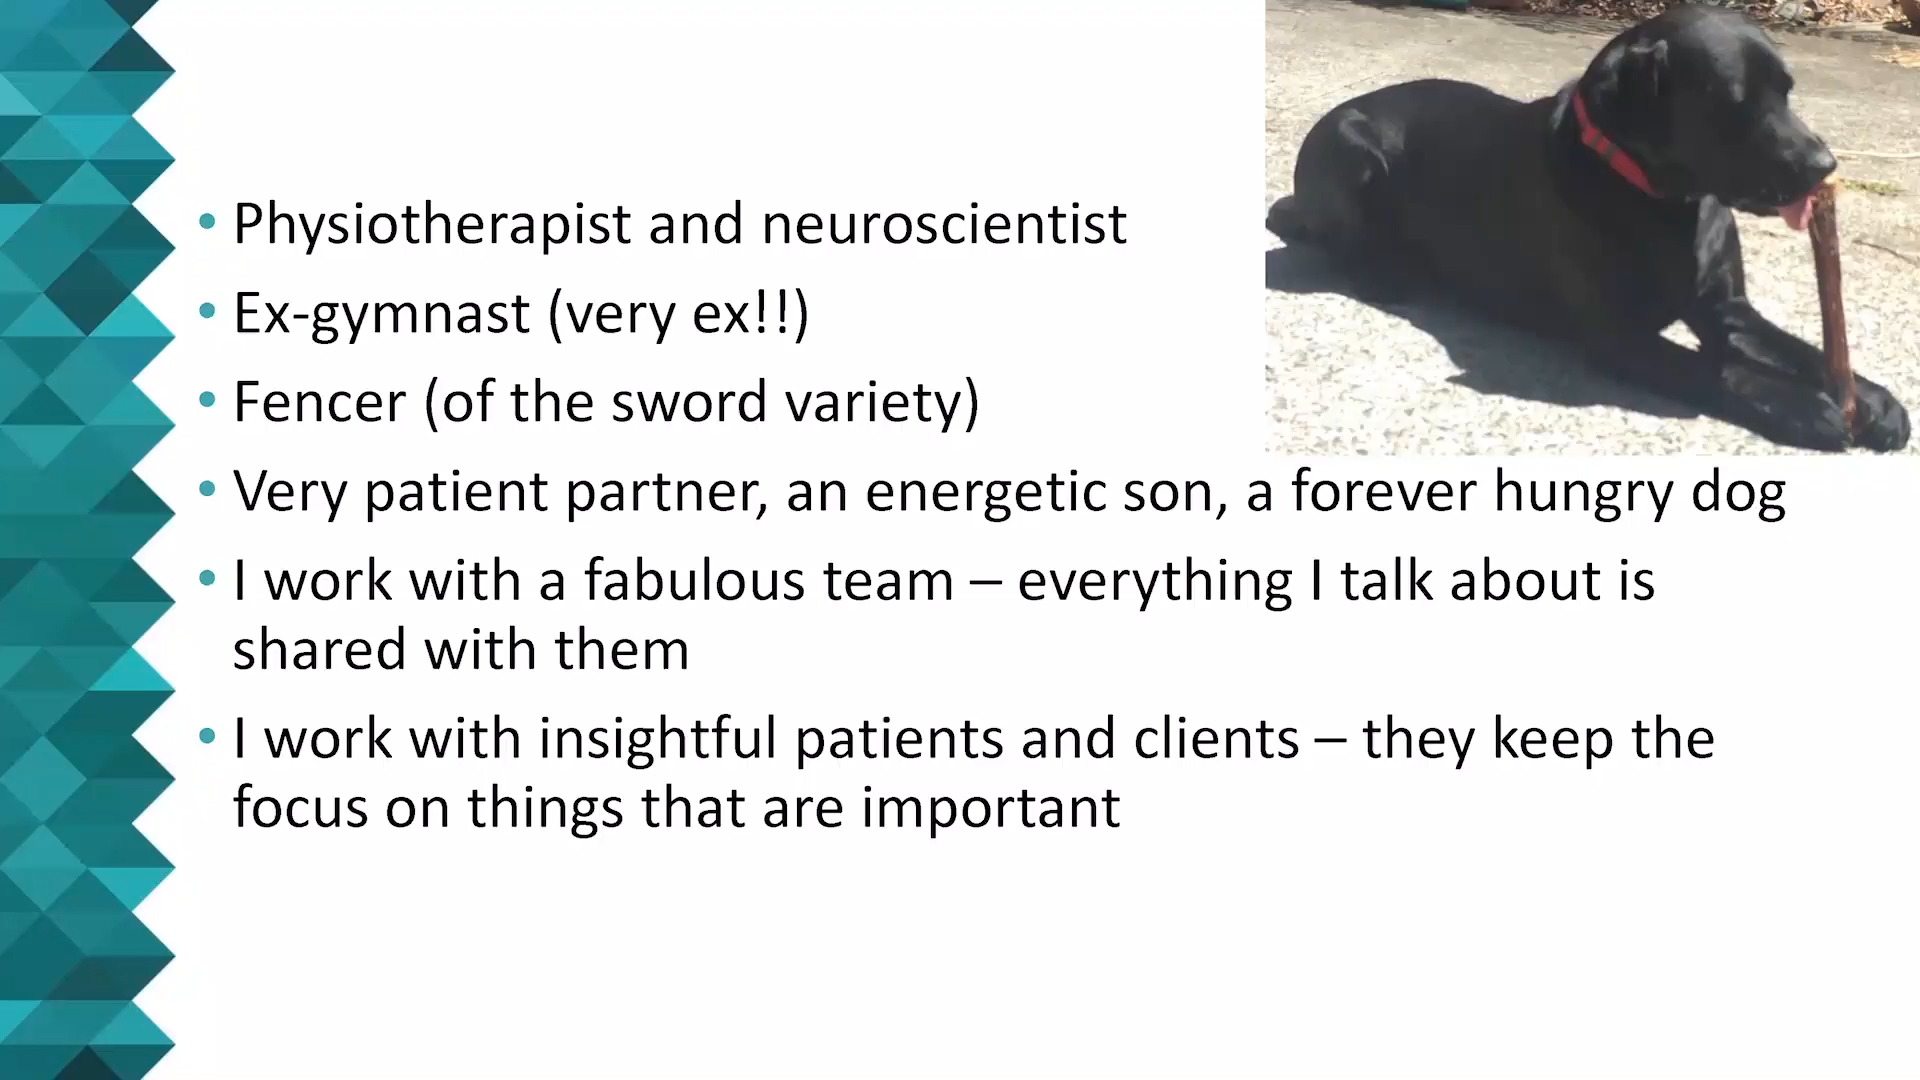 • Physiotherapist and neuroscientist
• Ex-gymnast (very ex!!)
• Fencer (of the sword variety)
• Very patient partner, an energetic son, a forever hungry dog
• I work with a fabulous team – everything I talk about is
shared with them
• I work with insightful patients and clients – they keep the
focus on things that are important